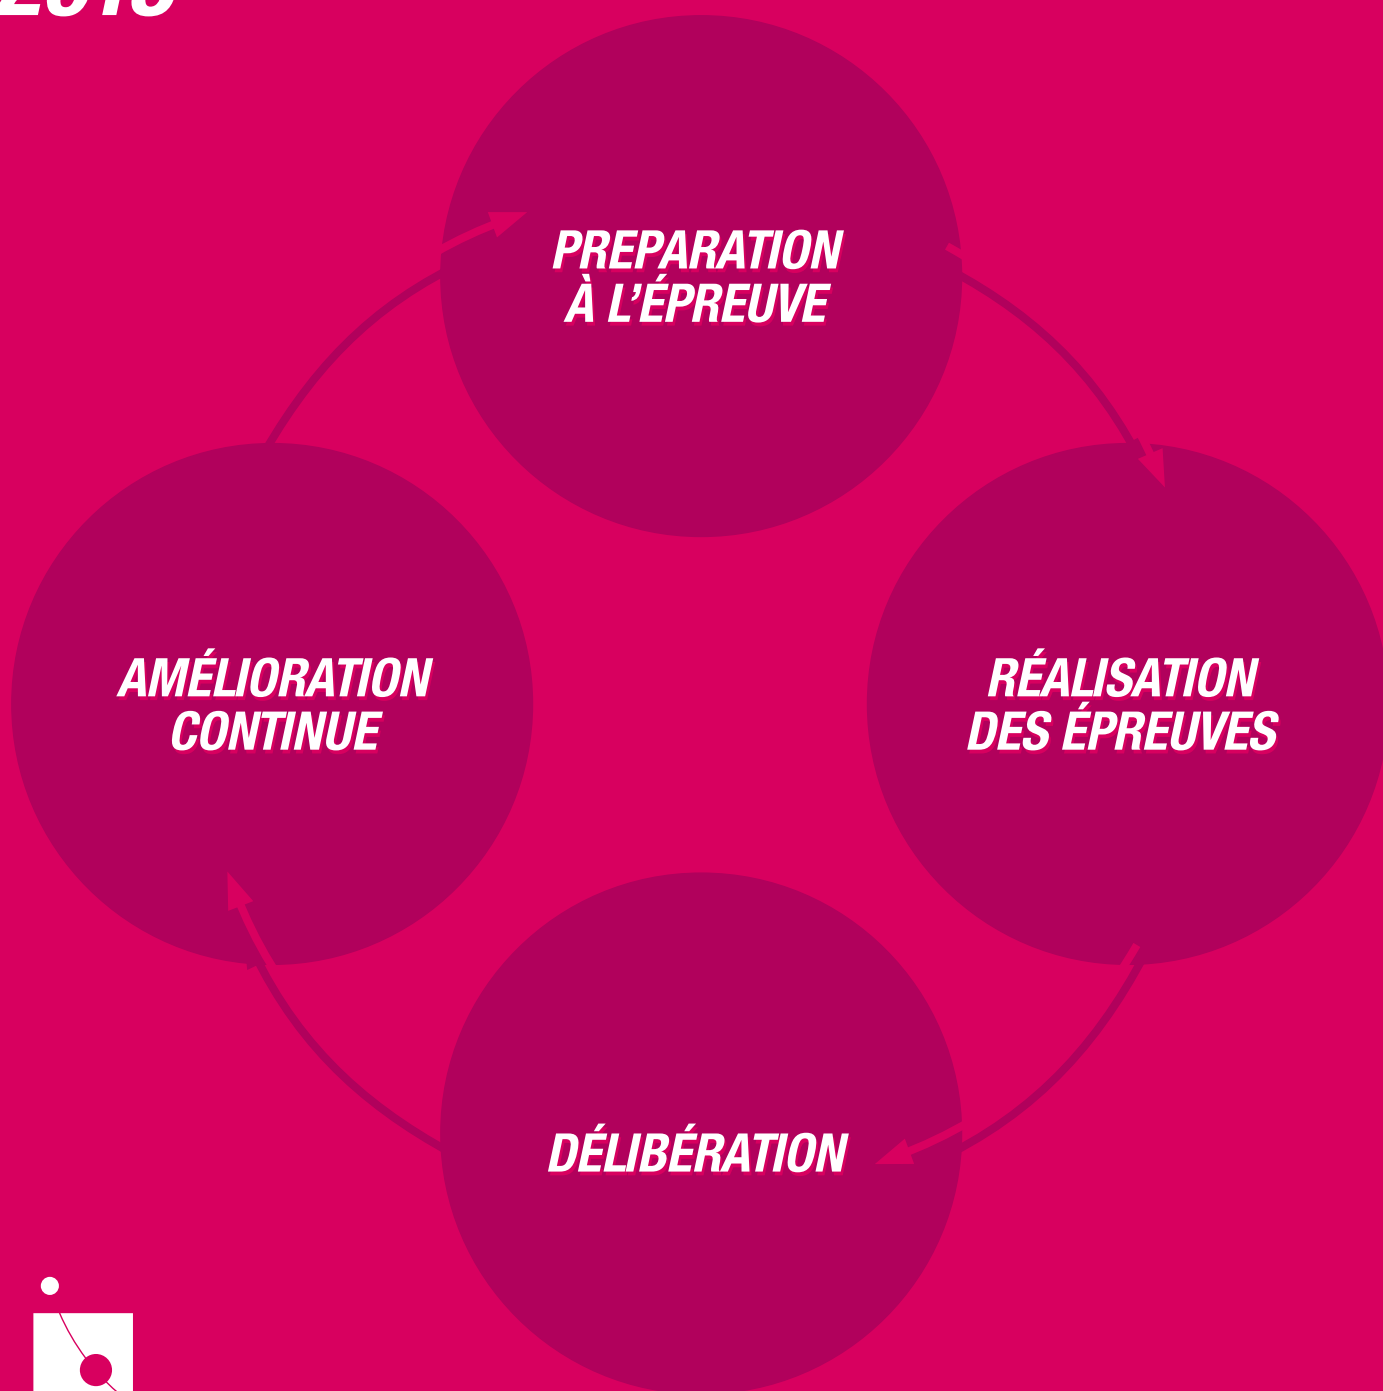 PREPARATION
À L'ÉPREUVE
AMÉLIORATION
CONTINUE
RÉALISATION
DES ÉPREUVES
DÉLIBÉRATION